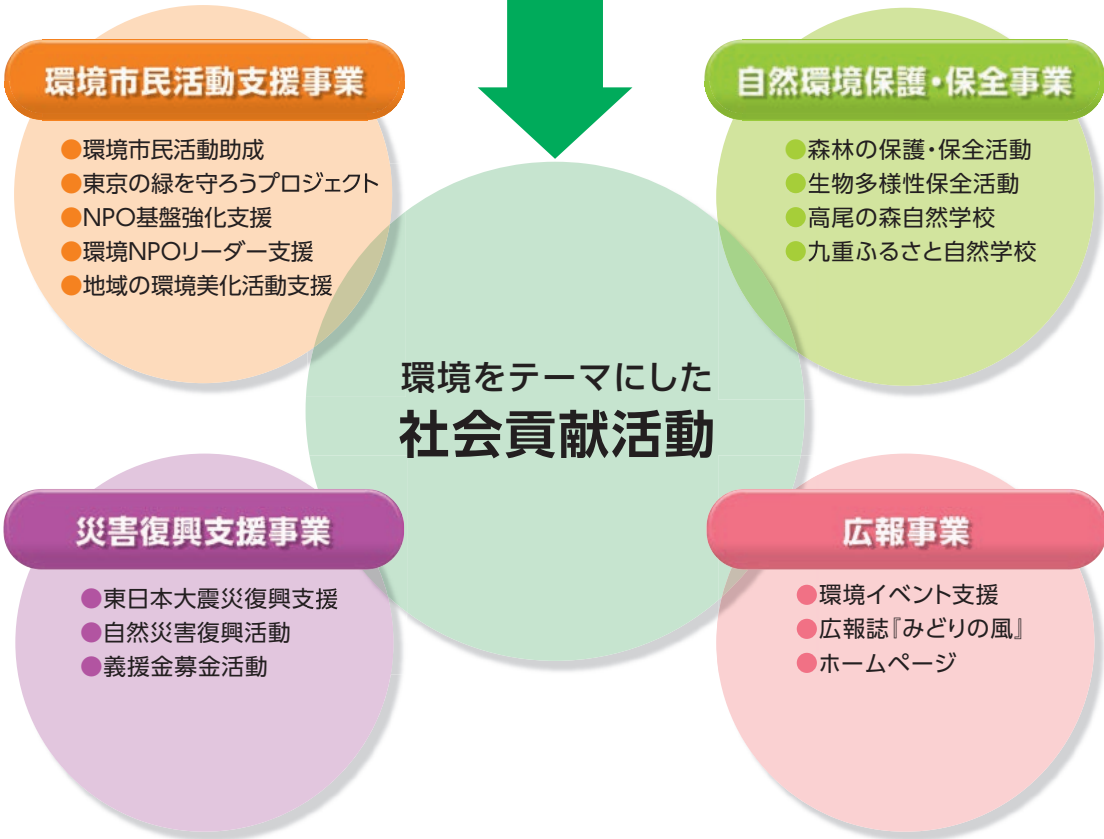 環境市民活動支援事業
●環境市民活動助成
●東京の緑を守ろうプロジェクト
●NPO基盤強化支援
●環境NPOリーダー支援
●地域の環境美化活動支援
自然環境保護・保全事業
●森林の保護・保全活動
●生物多様性保全活動
●高尾の森自然学校
●九重ふるさと自然学校
環境をテーマにした
社会貢献活動
災害復興支援事業
●東日本大震災復興支援
●自然災害復興活動
●義援金募金活動
広報事業
●環境イベント支援
●広報誌『みどりの風』
●ホームページ